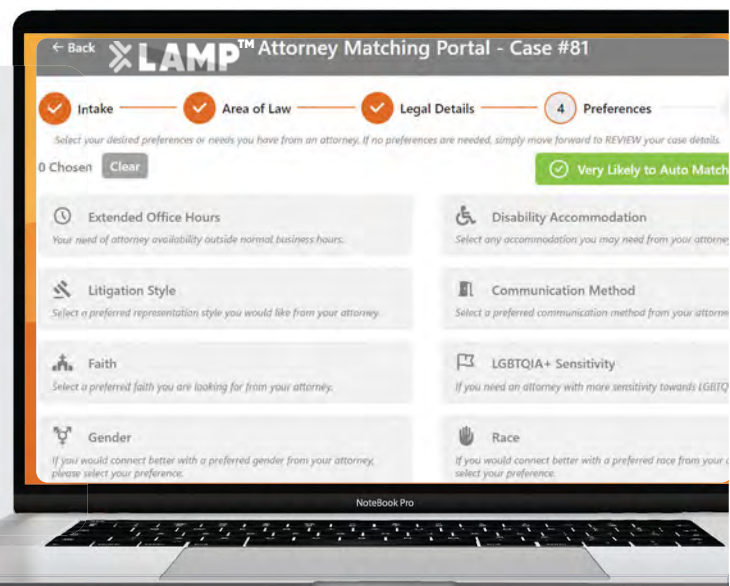 ← Back LAMP™ Attorney Matching Portal - Case #81
Intake Area of Law Legal Details 4 Preferences
Select your desired preferences or needs you have from an attorney. If no preferences are needed, simply move forward to REVIEW your case details.
0 Chosen Clear Very Likely to Auto Match
Extended Office Hours
Your need of attorney availability outside normal business hours.
Disability Accommodation
Select any accommodation you may need from your attorney
Litigation Style
Select a preferred representation style you would like from your attorney.
Communication Method
Select a preferred communication method from your attorne
Faith
Select a preferred faith you are looking for from your attorney.
LGBTQIA+ Sensitivity
If you need an attorney with more sensitivity towards LGBTQ
Gender
If you would connect better with a preferred gender from your attorney,
please select your preference.
Race
If you would connect better with a preferred race from your
select your preference.
NoteBook Pro